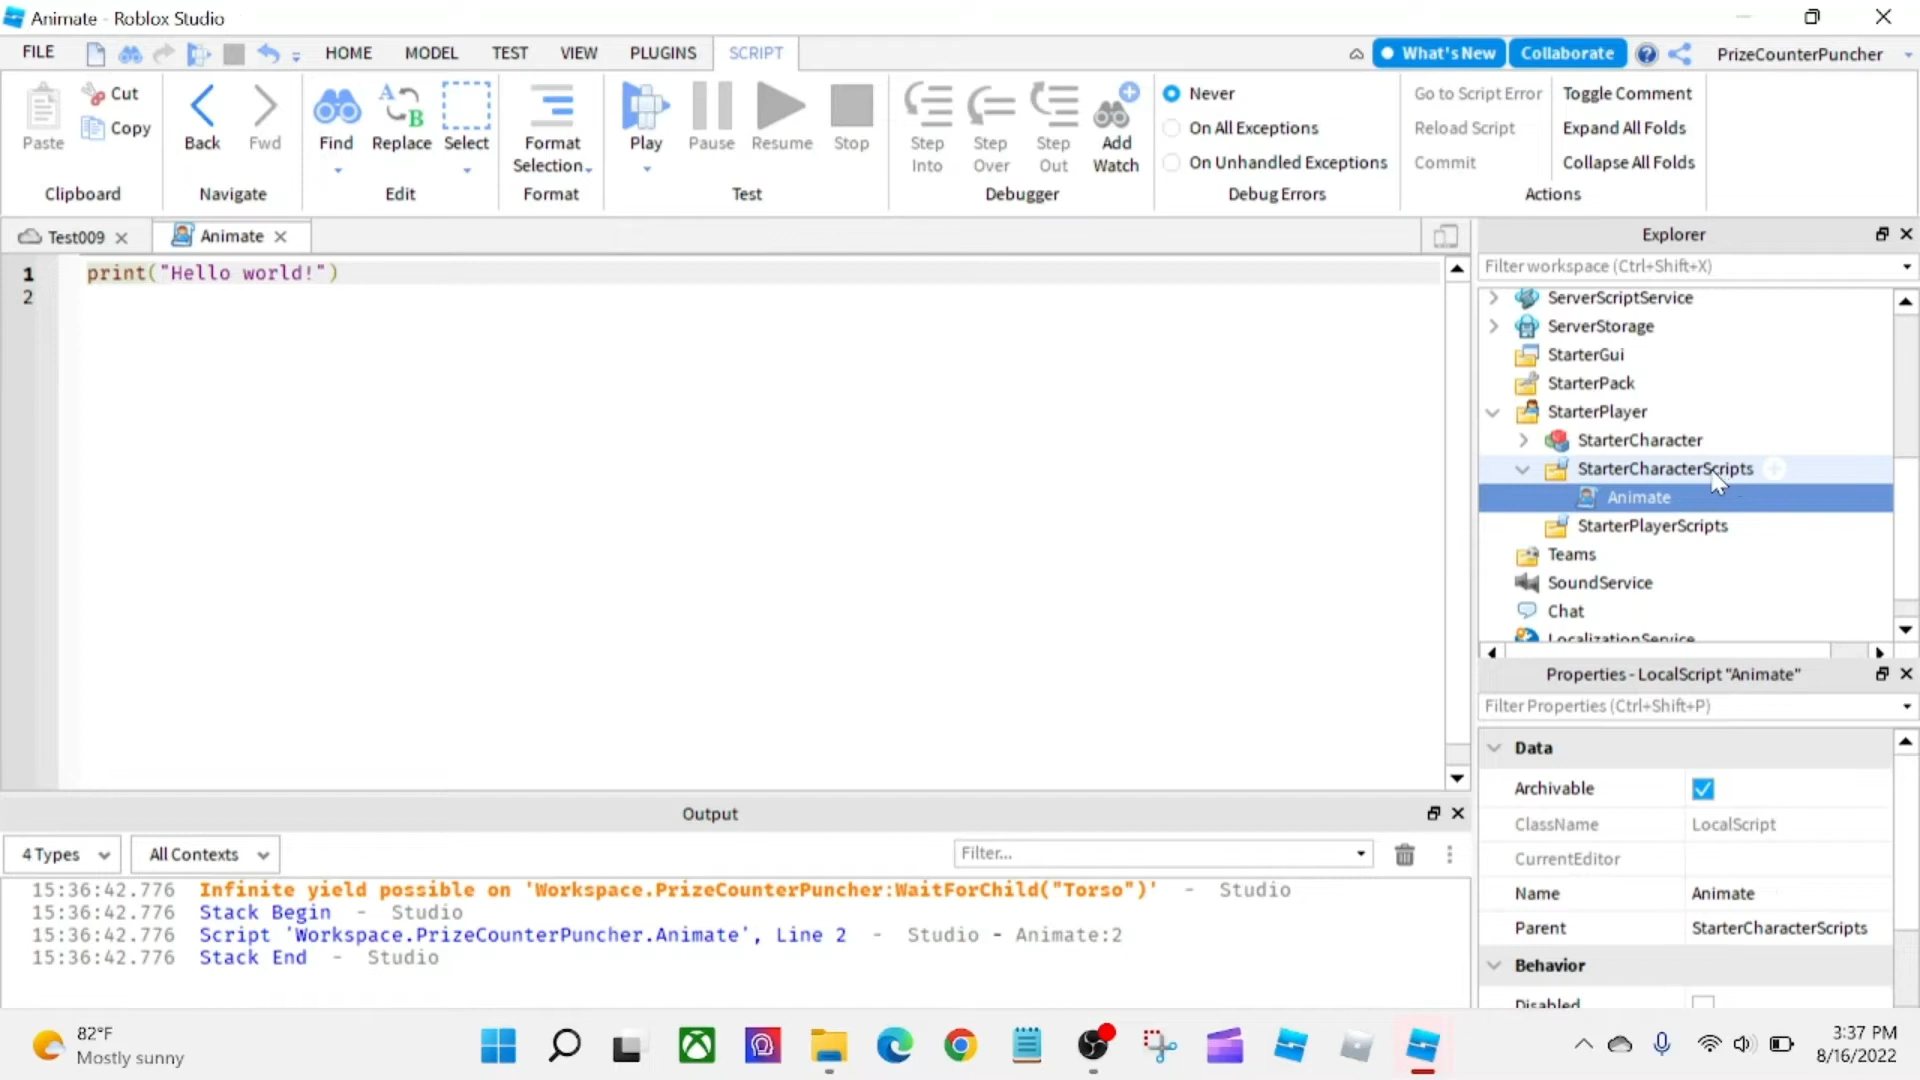 Animate - Roblox Studio
FILE HOME MODEL TEST VIEW PLUGINS SCRIPT What's New Collaborate ? PrizeCounterPuncher
Paste Cut Copy Back Fwd Find Replace Select Format Selection Play Pause Resume Stop Step Into Step Over Step Out Add Watch
Never
On All Exceptions
On Unhandled Exceptions
Go to Script Error
Reload Script
Commit
Toggle Comment
Expand All Folds
Collapse All Folds
Clipboard Navigate Edit Format Test Debugger Debug Errors Actions
Test009 Animate
1 print("Hello world!")
2
Explorer
Filter workspace (Ctrl+Shift+X)
ServerScriptService
ServerStorage
StarterGui
StarterPack
StarterPlayer
StarterCharacter
StarterCharacterScripts
Animate
StarterPlayerScripts
Teams
SoundService
Chat
LocalizationService
Properties - LocalScript "Animate"
Filter Properties (Ctrl+Shift+P)
Data
Archivable
ClassName LocalScript
CurrentEditor
Name Animate
Parent StarterCharacterScripts
Behavior
Disabled
Output
4 Types All Contexts Filter...
15:36:42.776 Infinite yield possible on 'Workspace.PrizeCounterPuncher:WaitForChild("Torso")' - Studio
15:36:42.776 Stack Begin - Studio
15:36:42.776 Script 'Workspace.PrizeCounterPuncher.Animate', Line 2 - Studio - Animate:2
15:36:42.776 Stack End - Studio
82°F
Mostly sunny
3:37 PM
8/16/2022